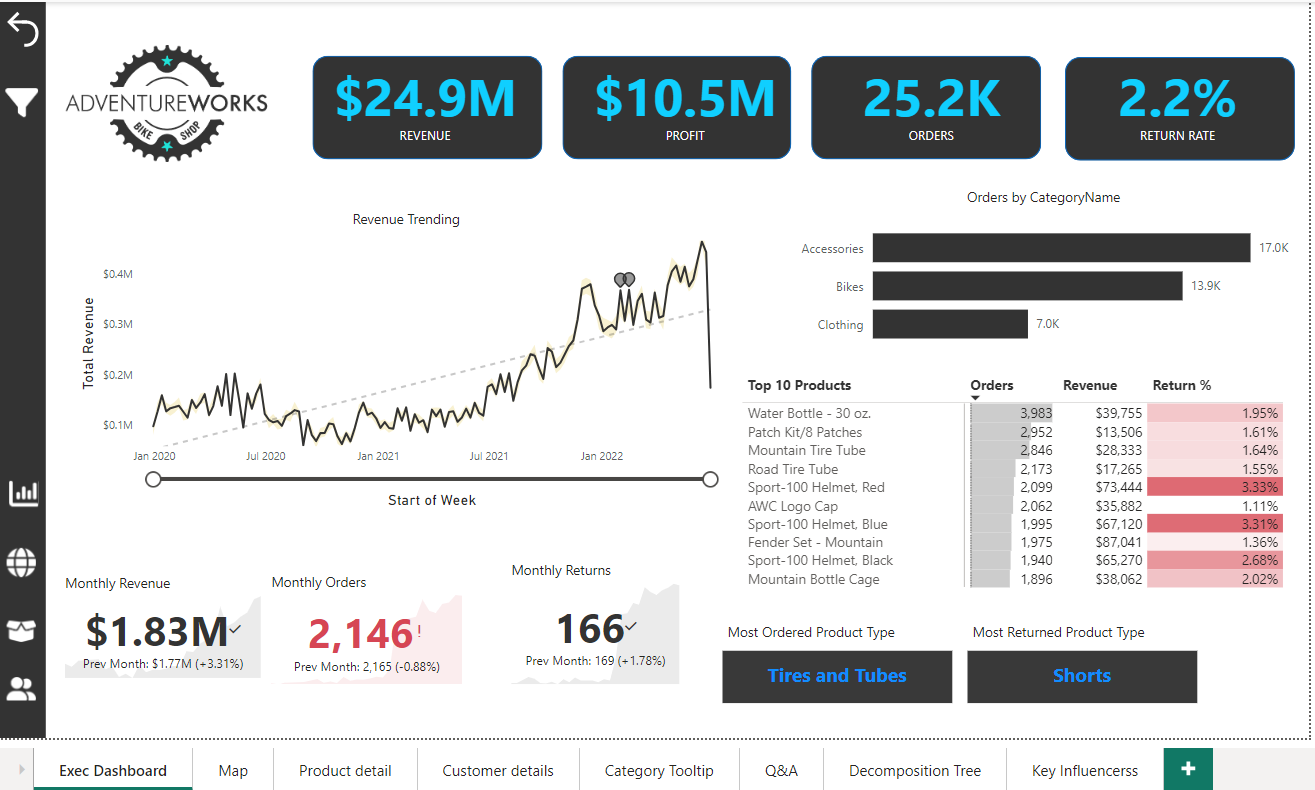 ADVENTUREWORKS
BIKE SHOP
$24.9M
REVENUE
$10.5M
PROFIT
25.2K
ORDERS
2.2%
RETURN RATE
Revenue Trending
Total Revenue
$0.4M
$0.3M
$0.2M
$0.1M
Jan 2020 Jul 2020 Jan 2021 Jul 2021 Jan 2022
Start of Week
Orders by CategoryName
Accessories 17.0K
Bikes 13.9K
Clothing 7.0K
Top 10 Products Orders Revenue Return %
Water Bottle - 30 oz. 3,983 $39,755 1.95%
Patch Kit/8 Patches 2,952 $13,506 1.61%
Mountain Tire Tube 2,846 $28,333 1.64%
Road Tire Tube 2,173 $17,265 1.55%
Sport-100 Helmet, Red 2,099 $73,444 3.33%
AWC Logo Cap 2,062 $35,882 1.11%
Sport-100 Helmet, Blue 1,995 $67,120 3.31%
Fender Set - Mountain 1,975 $87,041 1.36%
Sport-100 Helmet, Black 1,940 $65,270 2.68%
Mountain Bottle Cage 1,896 $38,062 2.02%
Monthly Revenue
$1.83M
Prev Month: $1.77M (+3.31%)
Monthly Orders
2,146!
Prev Month: 2,165 (-0.88%)
Monthly Returns
166
Prev Month: 169 (+1.78%)
Most Ordered Product Type
Tires and Tubes
Most Returned Product Type
Shorts
Exec Dashboard Map Product detail Customer details Category Tooltip Q&A Decomposition Tree Key Influencerss +